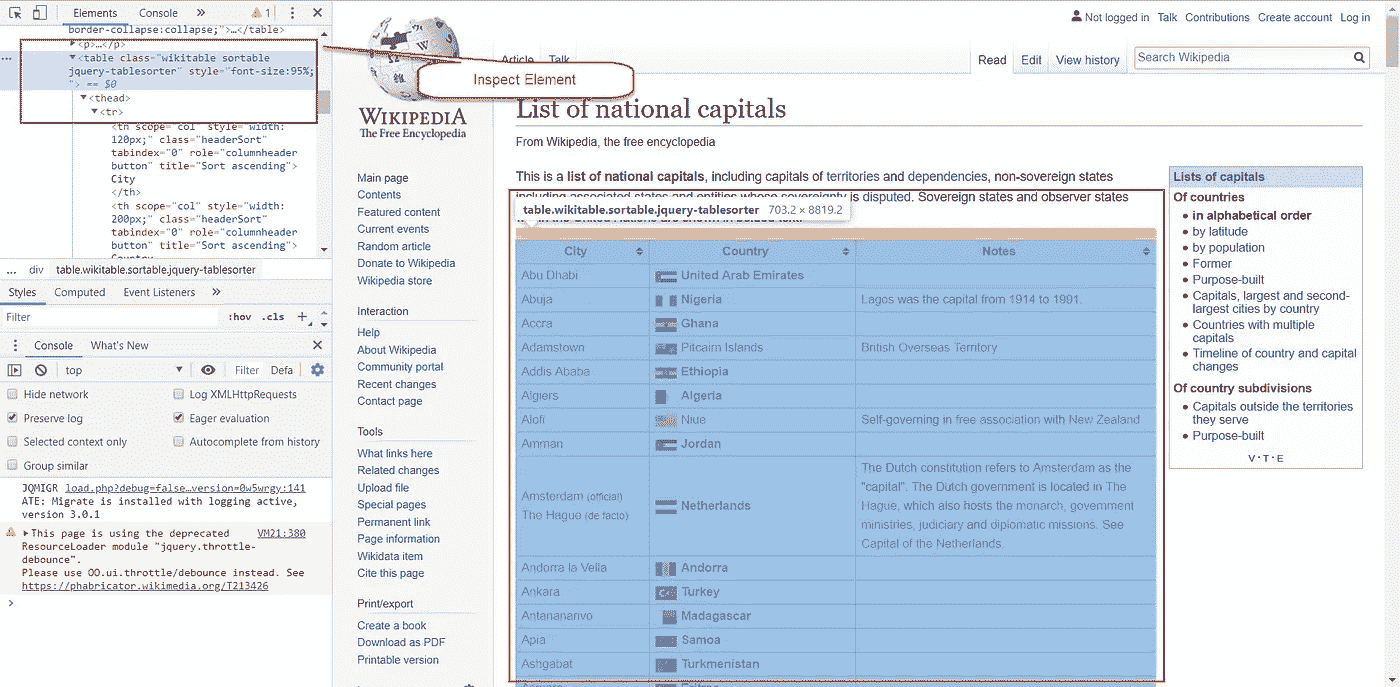 Elements
Console
»
1
border-collapse:collapse;">…</table>
<p>…</p>
<table class="wikitable sortable
jquery-tablesorter" style="font-size:95%;
"> == $0
<thead>
<tr>
<th scope="col" style="width:
120px;" class="headerSort"
tabindex="0" role="columnheader
button" title="Sort ascending">
City
</th>
<th scope="col" style="width:
200px;" class="headerSort"
tabindex="0" role="columnheader
button" title="Sort ascending">
Country
... div table.wikitable.sortable.jquery-tablesorter
Styles Computed Event Listeners »
Filter :hov .cls +
Console What's New
top Filter Defa
Hide network Log XMLHttpRequests
Preserve log Eager evaluation
Selected context only Autocomplete from history
Group similar
JQMIGR load.php?debug=false…version=0w5wrgy:141
ATE: Migrate is installed with logging active,
version 3.0.1
This page is using the deprecated VM21:380
ResourceLoader module "jquery.throttle-
debounce".
Please use OO.ui.throttle/debounce instead. See
https://phabricator.wikimedia.org/T213426
Inspect Element
WIKIPEDIA
The Free Encyclopedia
Main page
Contents
Featured content
Current events
Random article
Donate to Wikipedia
Wikipedia store
Interaction
Help
About Wikipedia
Community portal
Recent changes
Contact page
Tools
What links here
Related changes
Upload file
Special pages
Permanent link
Page information
Wikidata item
Cite this page
Print/export
Create a book
Download as PDF
Printable version
Not logged in Talk Contributions Create account Log in
Article Talk
Read Edit View history Search Wikipedia
List of national capitals
From Wikipedia, the free encyclopedia
This is a list of national capitals, including capitals of territories and dependencies, non-sovereign states
including associated states and entities whose sovereignty is disputed. Sovereign states and observer states
table.wikitable.sortable.jquery-tablesorter 703.2 × 8819.2
City Country Notes
Abu Dhabi United Arab Emirates
Abuja Nigeria Lagos was the capital from 1914 to 1991.
Accra Ghana
Adamstown Pitcairn Islands British Overseas Territory
Addis Ababa Ethiopia
Algiers Algeria
Alofi Niue Self-governing in free association with New Zealand
Amman Jordan
Amsterdam (official)
The Hague (de facto)
Netherlands
The Dutch constitution refers to Amsterdam as the
"capital". The Dutch government is located in The
Hague, which also hosts the monarch, government
ministries, judiciary and diplomatic missions. See
Capital of the Netherlands.
Andorra la Vella Andorra
Ankara Turkey
Antananarivo Madagascar
Apia Samoa
Ashgabat Turkmenistan
Lists of capitals
Of countries
in alphabetical order
by latitude
by population
Former
Purpose-built
Capitals, largest and second-
largest cities by country
Countries with multiple
capitals
Timeline of country and capital
changes
Of country subdivisions
Capitals outside the territories
they serve
Purpose-built
V·T·E